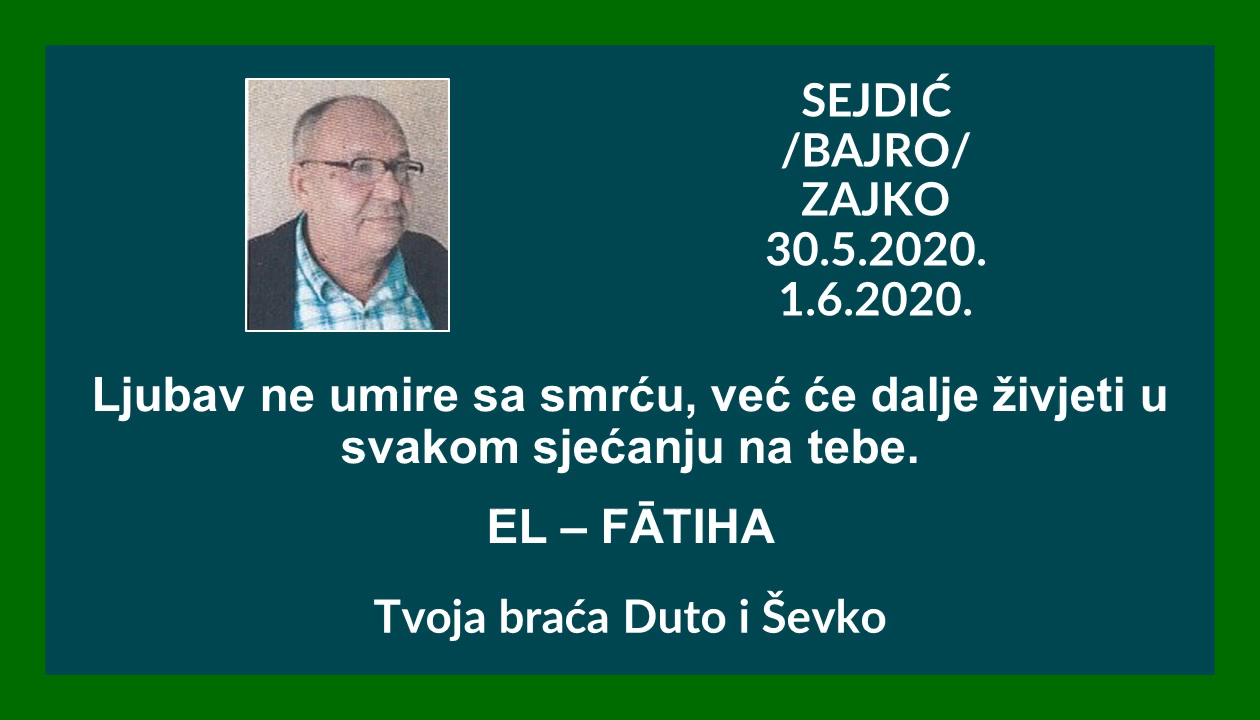 SEJDIĆ
/BAJRO/
ZAJKO
30.5.2020.
1.6.2020.
Ljubav ne umire sa smrću, već će dalje živjeti u
svakom sjećanju na tebe.
EL – FĀTIHA
Tvoja braća Duto i Ševko